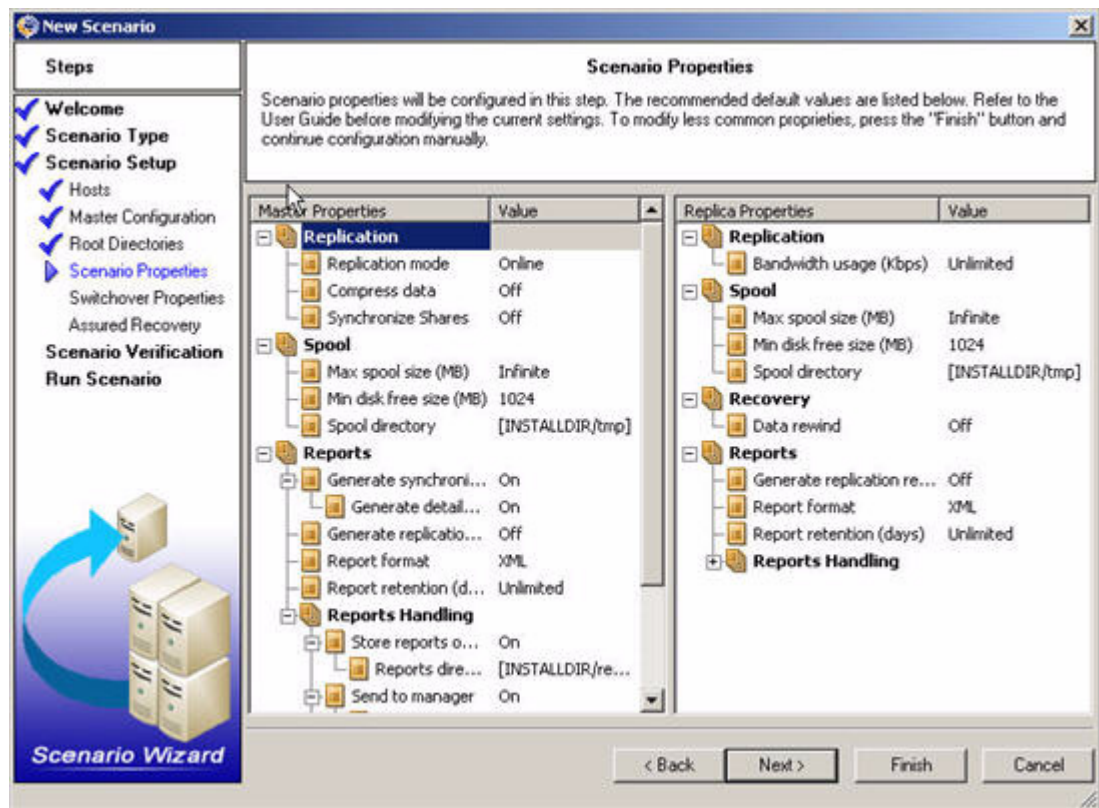 New Scenario
Steps
Welcome
Scenario Type
Scenario Setup
Hosts
Master Configuration
Root Directories
Scenario Properties
Switchover Properties
Assured Recovery
Scenario Verification
Run Scenario
Scenario Wizard
Scenario Properties
Scenario properties will be configured in this step. The recommended default values are listed below. Refer to the
User Guide before modifying the current settings. To modify less common proprieties, press the "Finish" button and
continue configuration manually.
Master Properties Value
Replication
Replication mode Online
Compress data Off
Synchronize Shares Off
Spool
Max spool size (MB) Infinite
Min disk free size (MB) 1024
Spool directory [INSTALLDIR/tmp]
Reports
Generate synchroni... On
Generate detail... On
Generate replicatio... Off
Report format XML
Report retention (d... Unlimited
Reports Handling
Store reports o... On
Reports dire... [INSTALLDIR/re...
Send to manager On
Replica Properties Value
Replication
Bandwidth usage (Kbps) Unlimited
Spool
Max spool size (MB) Infinite
Min disk free size (MB) 1024
Spool directory [INSTALLDIR/tmp]
Recovery
Data rewind Off
Reports
Generate replication re... Off
Report format XML
Report retention (days) Unlimited
Reports Handling
< Back Next > Finish Cancel